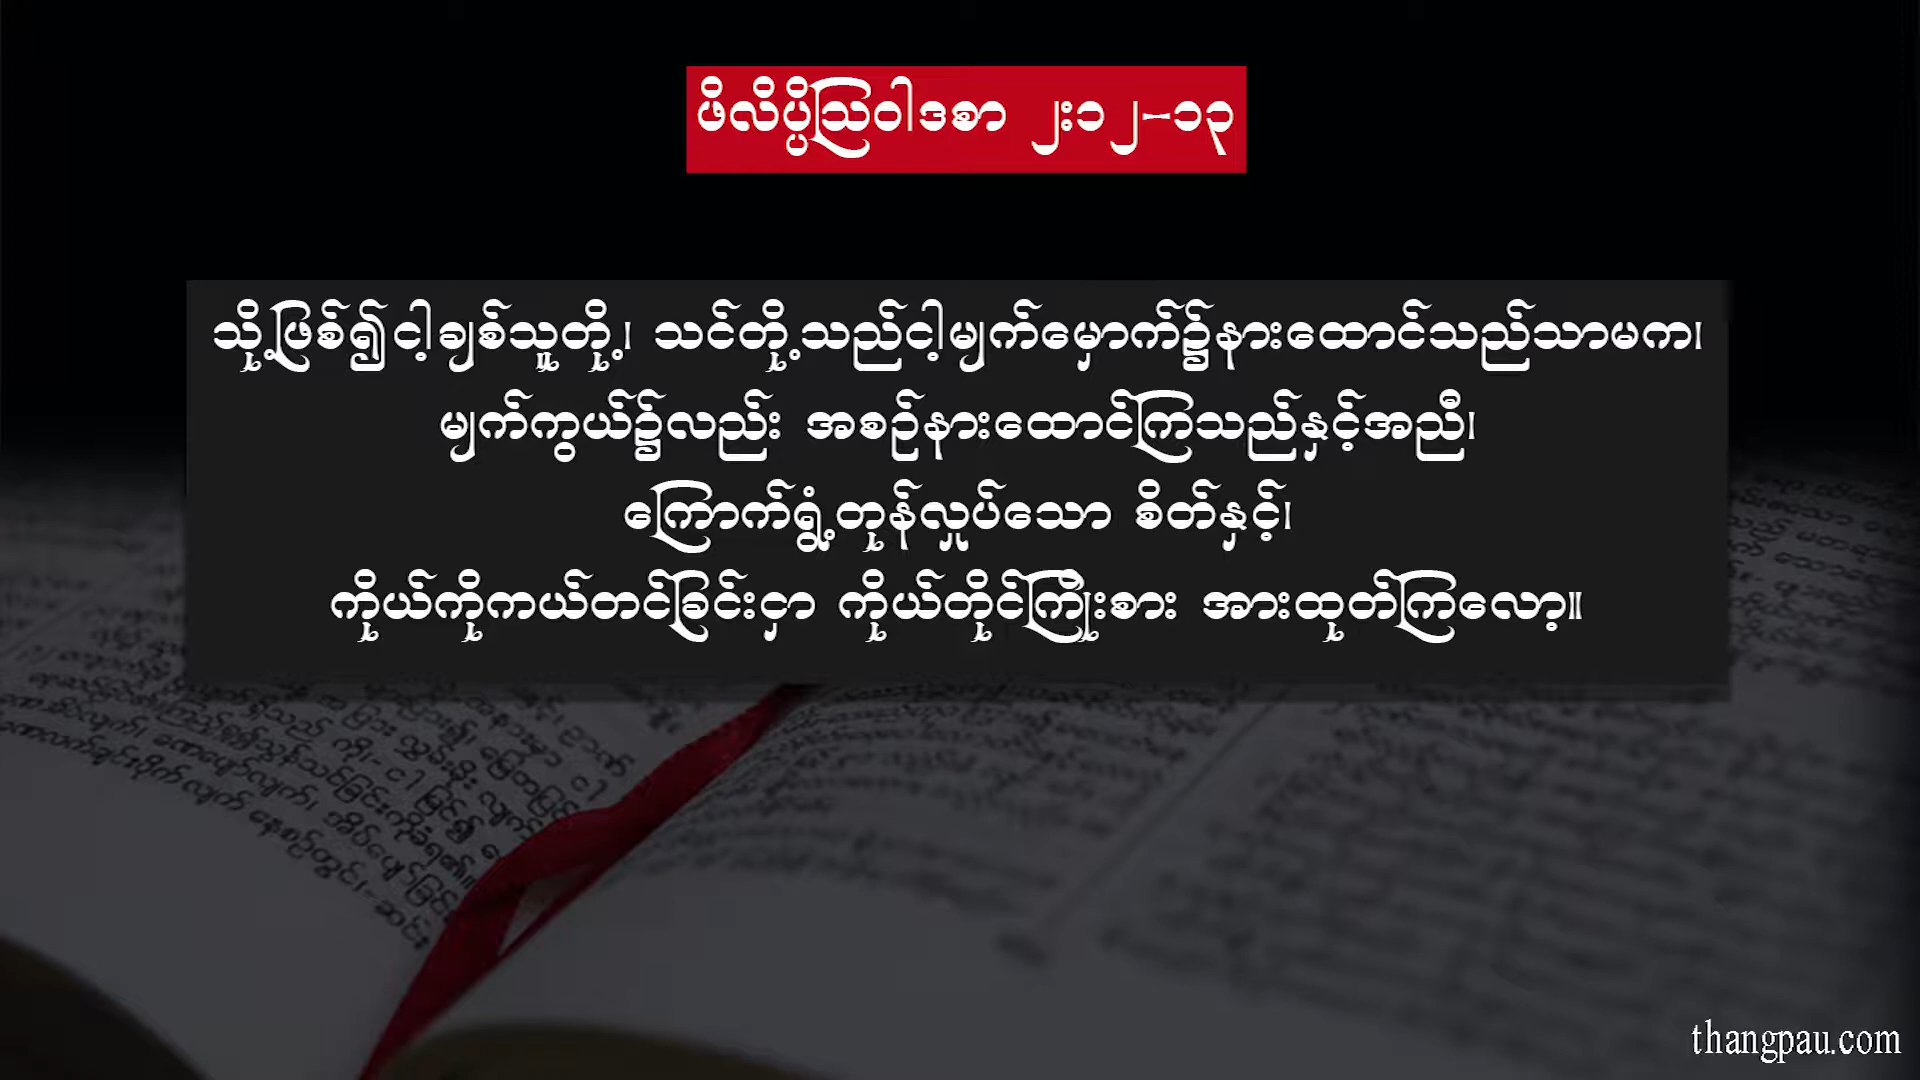 ဖိလိပ္ပိဩဝါဒစာ ၂း၁၂-၁၃
သို့ဖြစ်၍ငါ့ချစ်သူတို့၊ သင်တို့သည်ငါ့မျက်မှောက်၌နားထောင်သည်သာမက၊
မျက်ကွယ်၌လည်း အစဉ်နားထောင်ကြသည်နှင့်အညီ၊
ကြောက်ရွံ့တုန်လှုပ်သော စိတ်နှင့်၊
ကိုယ်ကိုကယ်တင်ခြင်းငှာ ကိုယ်တိုင်ကြိုးစား အားထုတ်ကြလော့။
thangpau.com